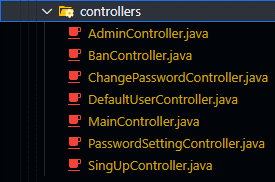 controllers
AdminController.java
BanController.java
ChangePasswordController.java
DefaultUserController.java
MainController.java
PasswordSettingController.java
SingUpController.java